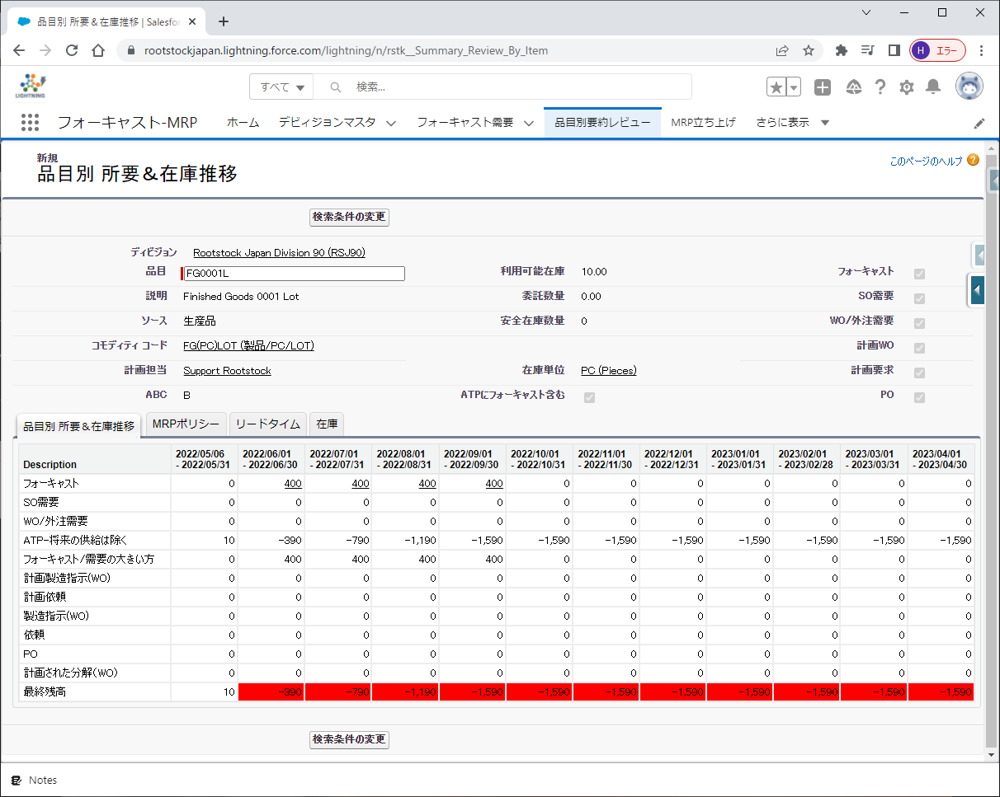 品目別 所要＆在庫推移 | Salesfor
rootstockjapan.lightning.force.com/lightning/n/rstk__Summary_Review_By_Item
H エラー
LIGHTNING
すべて
検索...
フォーキャスト-MRP ホーム デビィジョンマスタ フォーキャスト需要 品目別要約レビュー MRP立ち上げ さらに表示
新規
品目別 所要＆在庫推移
このページのヘルプ
検索条件の変更
ディビジョン Rootstock Japan Division 90 (RSJ90)
品目 FG0001L 利用可能在庫 10.00 フォーキャスト
説明 Finished Goods 0001 Lot 委託数量 0.00 SO需要
ソース 生産品 安全在庫数量 0 WO/外注需要
コモディティ コード FG(PC)LOT (製品/PC/LOT) 計画WO
計画担当 Support Rootstock 在庫単位 PC (Pieces) 計画要求
ABC B ATPにフォーキャスト含む PO
品目別 所要＆在庫推移 MRPポリシー リードタイム 在庫
Description 2022/05/06 - 2022/05/31 2022/06/01 - 2022/06/30 2022/07/01 - 2022/07/31 2022/08/01 - 2022/08/31 2022/09/01 - 2022/09/30 2022/10/01 - 2022/10/31 2022/11/01 - 2022/11/30 2022/12/01 - 2022/12/31 2023/01/01 - 2023/01/31 2023/02/01 - 2023/02/28 2023/03/01 - 2023/03/31 2023/04/01 - 2023/04/30
フォーキャスト 0 400 400 400 400 0 0 0 0 0 0 0
SO需要 0 0 0 0 0 0 0 0 0 0 0 0
WO/外注需要 0 0 0 0 0 0 0 0 0 0 0 0
ATP-将来の供給は除く 10 -390 -790 -1,190 -1,590 -1,590 -1,590 -1,590 -1,590 -1,590 -1,590 -1,590
フォーキャスト/需要の大きい方 0 400 400 400 400 0 0 0 0 0 0 0
計画製造指示(WO) 0 0 0 0 0 0 0 0 0 0 0 0
計画依頼 0 0 0 0 0 0 0 0 0 0 0 0
製造指示(WO) 0 0 0 0 0 0 0 0 0 0 0 0
依頼 0 0 0 0 0 0 0 0 0 0 0 0
PO 0 0 0 0 0 0 0 0 0 0 0 0
計画された分解(WO) 0 0 0 0 0 0 0 0 0 0 0 0
最終残高 10 -390 -790 -1,190 -1,590 -1,590 -1,590 -1,590 -1,590 -1,590 -1,590 -1,590
検索条件の変更
Notes